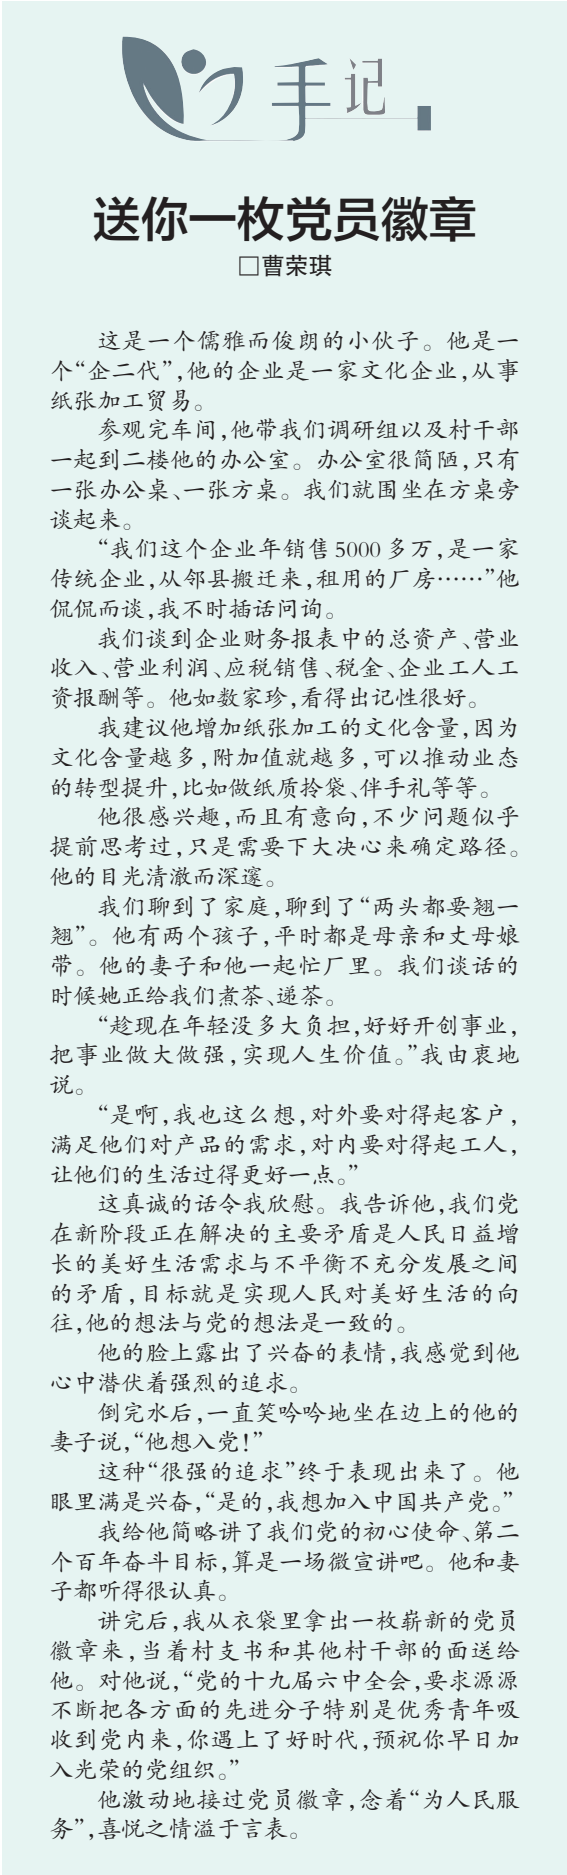 手记
送你一枚党员徽章
□曹荣琪
这是一个儒雅而俊朗的小伙子。他是一
个“企二代”,他的企业是一家文化企业,从事
纸张加工贸易。
参观完车间,他带我们调研组以及村干部
一起到二楼他的办公室。办公室很简陋,只有
一张办公桌、一张方桌。我们就围坐在方桌旁
谈起来。
“我们这个企业年销售5000多万,是一家
传统企业,从邻县搬迁来,租用的厂房……”他
侃侃而谈,我不时插话问询。
我们谈到企业财务报表中的总资产、营业
收入、营业利润、应税销售、税金、企业工人工
资报酬等。他如数家珍,看得出记性很好。
我建议他增加纸张加工的文化含量,因为
文化含量越多,附加值就越多,可以推动业态
的转型提升,比如做纸质拎袋、伴手礼等等。
他很感兴趣,而且有意向,不少问题似乎
提前思考过,只是需要下大决心来确定路径。
他的目光清澈而深邃。
我们聊到了家庭,聊到了“两头都要翘一
翘”。他有两个孩子,平时都是母亲和丈母娘
带。他的妻子和他一起忙厂里。我们谈话的
时候她正给我们煮茶、递茶。
“趁现在年轻没多大负担,好好开创事业,
把事业做大做强,实现人生价值。”我由衷地
说。
“是啊,我也这么想,对外要对得起客户,
满足他们对产品的需求,对内要对得起工人,
让他们的生活过得更好一点。”
这真诚的话令我欣慰。我告诉他,我们党
在新阶段正在解决的主要矛盾是人民日益增
长的美好生活需求与不平衡不充分发展之间
的矛盾,目标就是实现人民对美好生活的向
往,他的想法与党的想法是一致的。
他的脸上露出了兴奋的表情,我感觉到他
心中潜伏着强烈的追求。
倒完水后,一直笑吟吟地坐在边上的他的
妻子说,“他想入党!”
这种“很强的追求”终于表现出来了。他
眼里满是兴奋,“是的,我想加入中国共产党。”
我给他简略讲了我们党的初心使命、第二
个百年奋斗目标,算是一场微宣讲吧。他和妻
子都听得很认真。
讲完后,我从衣袋里拿出一枚崭新的党员
徽章来,当着村支书和其他村干部的面送给
他。对他说,“党的十九届六中全会,要求源源
不断把各方面的先进分子特别是优秀青年吸
收到党内来,你遇上了好时代,预祝你早日加
入光荣的党组织。”
他激动地接过党员徽章,念着“为人民服
务”,喜悦之情溢于言表。